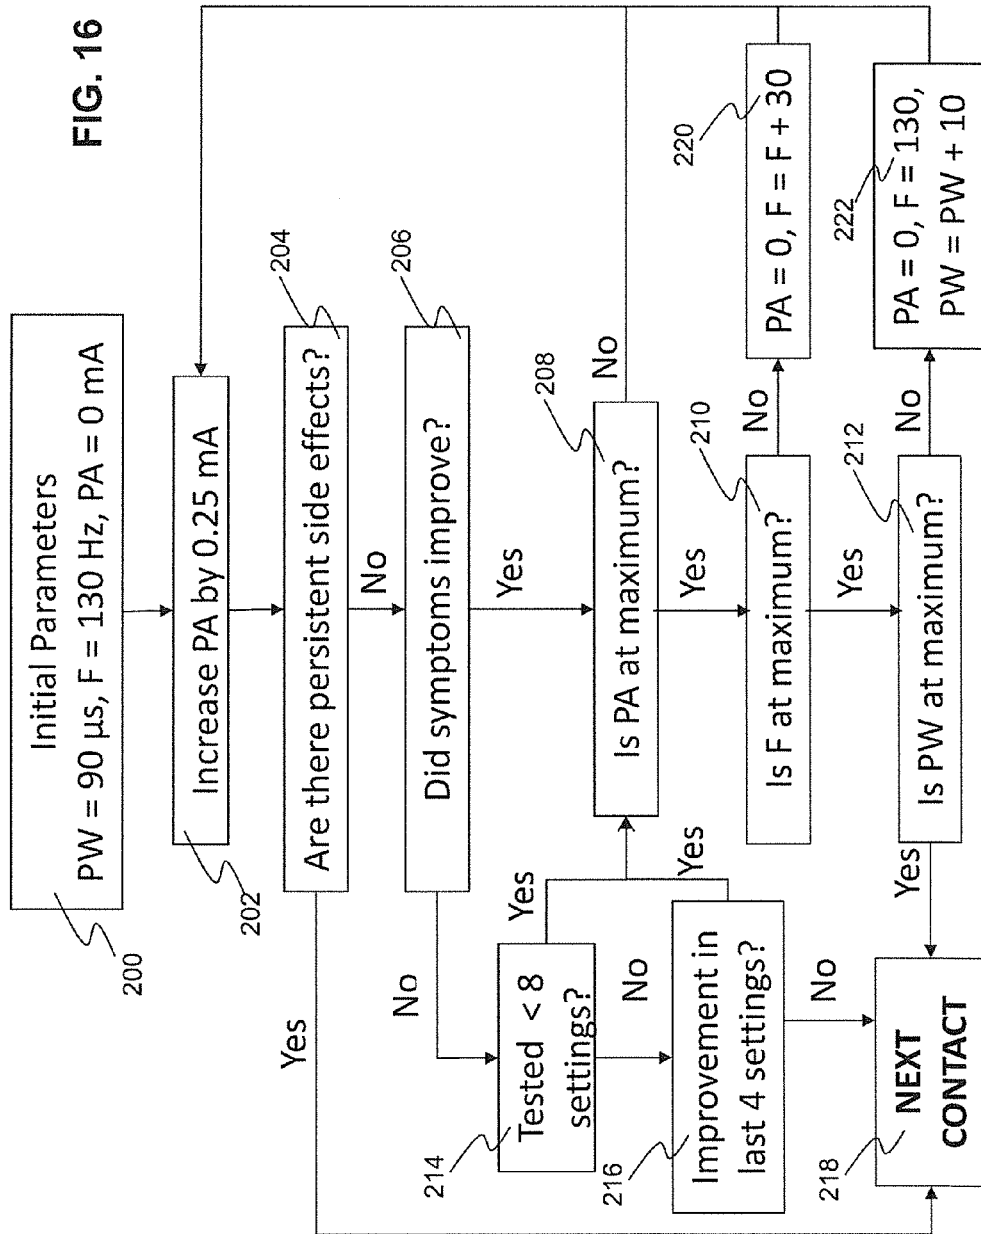 FIG. 16
Initial Parameters
PW = 90 µs, F = 130 Hz, PA = 0 mA
200
Increase PA by 0.25 mA
202
Are there persistent side effects?
204
Yes
No
Did symptoms improve?
206
No
Yes
Tested < 8
settings?
214
Yes
No
Improvement in
last 4 settings?
216
Yes
No
Is PA at maximum?
208
No
Yes
Is F at maximum?
210
No
Yes
PA = 0, F = F + 30
220
Is PW at maximum?
212
No
Yes
PA = 0, F = 130,
PW = PW + 10
222
NEXT
CONTACT
218